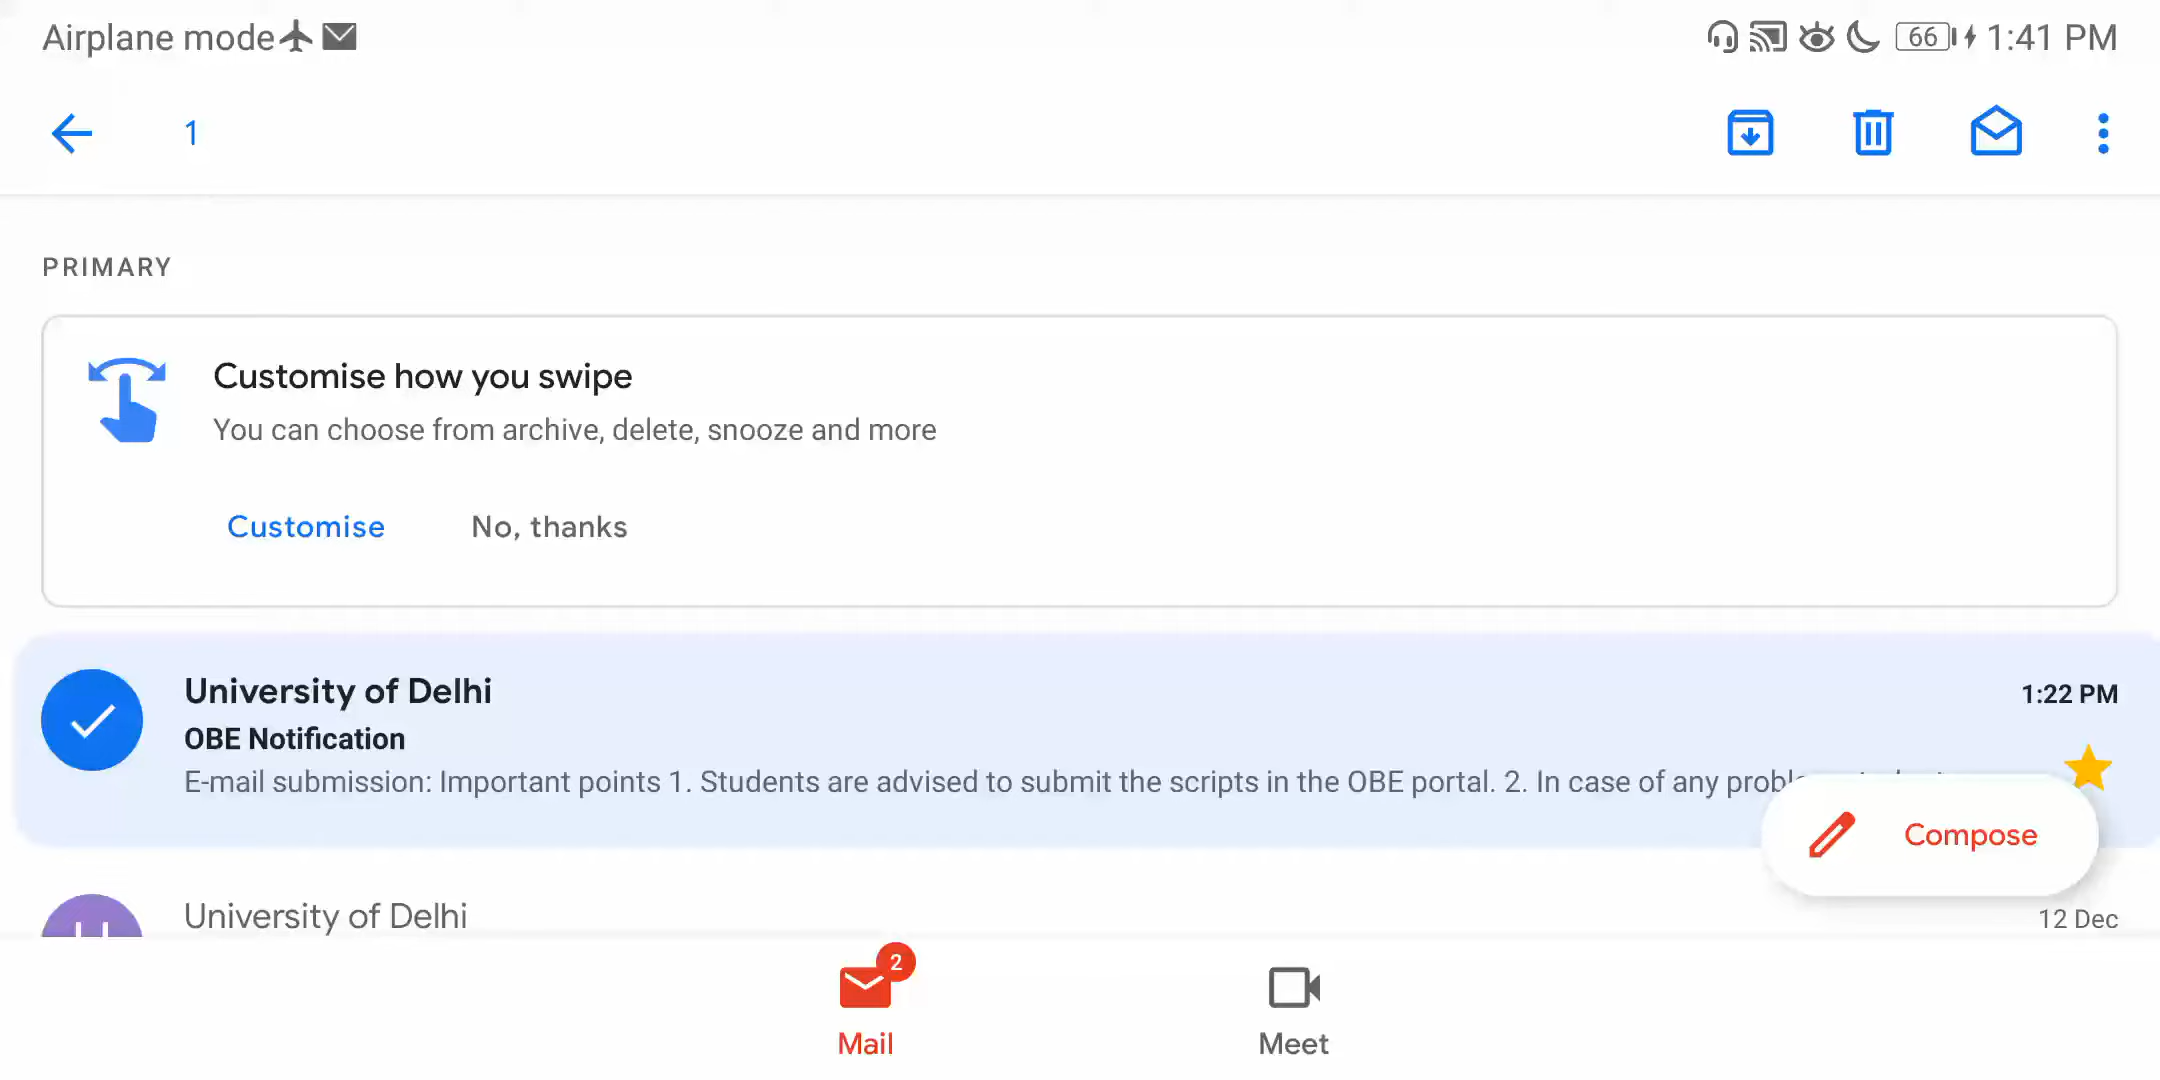 Airplane mode
66 1:41 PM
1
PRIMARY
Customise how you swipe
You can choose from archive, delete, snooze and more
Customise No, thanks
University of Delhi 1:22 PM
OBE Notification
E-mail submission: Important points 1. Students are advised to submit the scripts in the OBE portal. 2. In case of any
Compose
University of Delhi 12 Dec
2
Mail Meet